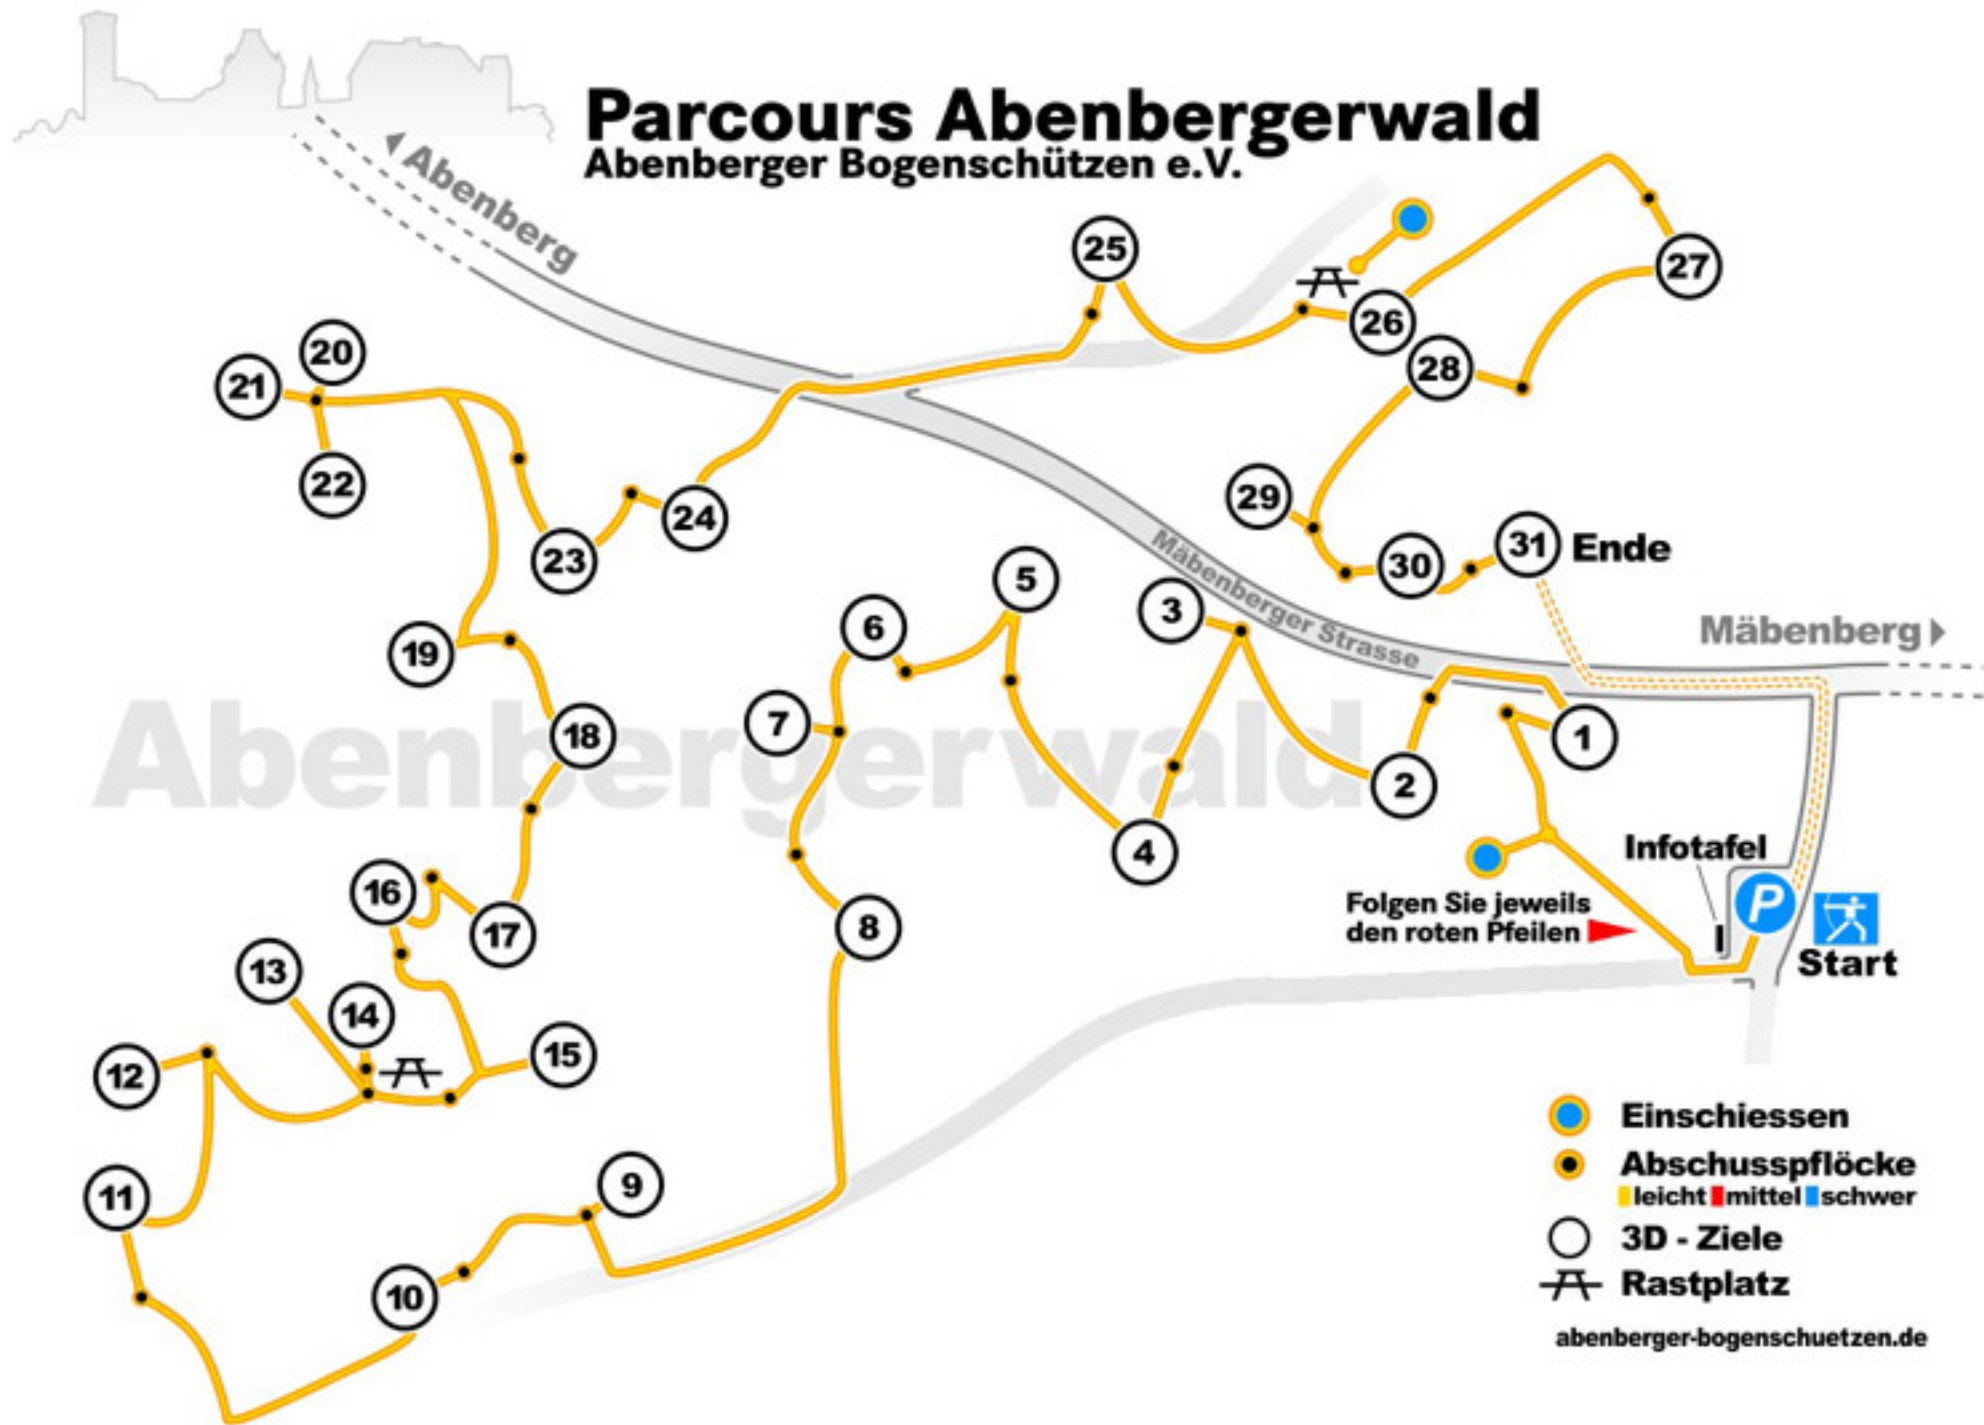 Parcours Abenbergerwald
Abenberger Bogenschützen e.V.
Abenberg
25
27
26
20
21
28
22
29
24
31 Ende
23
30
Mäbenberger Strasse
5
3
6
Mäbenberg
19
7
18
1
Abenbergerwald
2
4
Infotafel
16
P
Folgen Sie jeweils
den roten Pfeilen
8
17
Start
13
14
15
12
Einschiessen
Abschusspflöcke
leicht mittel schwer
9
11
3D - Ziele
10
Rastplatz
abenberger-bogenschuetzen.de